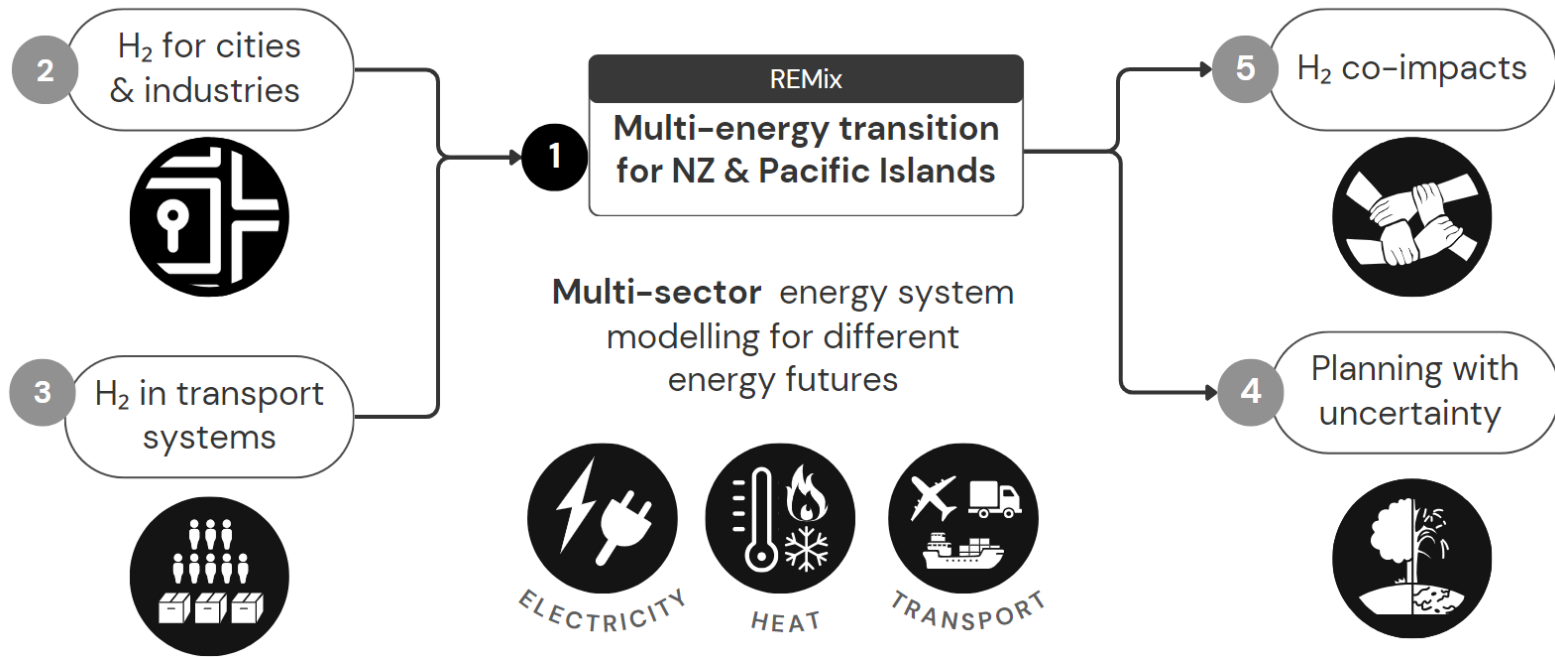 2
H₂ for cities
& industries
3
H₂ in transport
systems
1
REMix
Multi-energy transition
for NZ & Pacific Islands
Multi-sector energy system
modelling for different
energy futures
ELECTRICITY
HEAT
TRANSPORT
5
H₂ co-impacts
4
Planning with
uncertainty